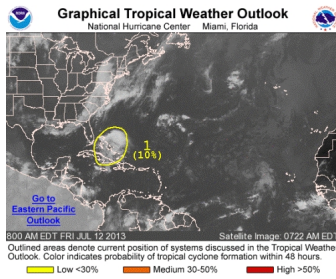 Graphical Tropical Weather Outlook
National Hurricane Center Miami, Florida
1
(10%)
Go to
Eastern Pacific
Outlook
800 AM EDT FRI JUL 12 2013 Satellite Image: 0722 AM EDT
Outlined areas denote current position of systems discussed in the Tropical Weather
Outlook. Color indicates probability of tropical cyclone formation within 48 hours.
Low <30% Medium 30-50% High >50%